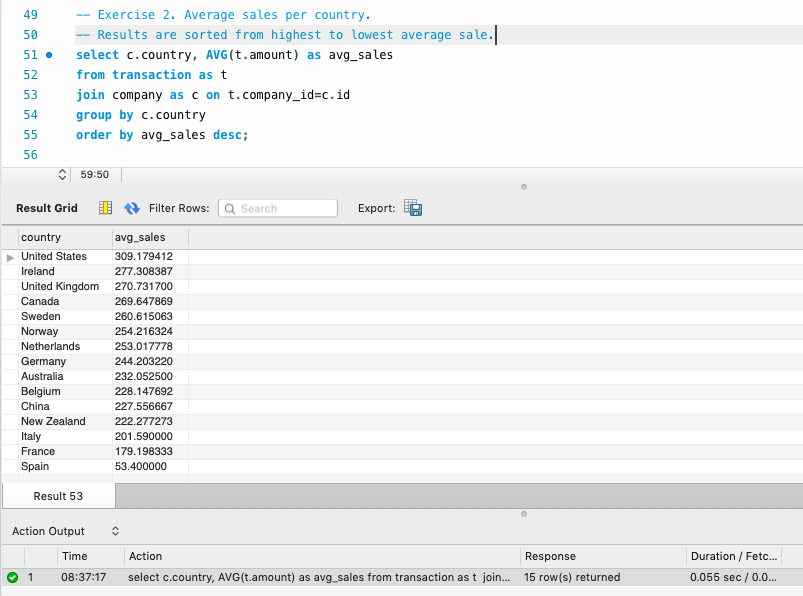 49 -- Exercise 2. Average sales per country.
50 -- Results are sorted from highest to lowest average sale.
51 select c.country, AVG(t.amount) as avg_sales
52 from transaction as t
53 join company as c on t.company_id=c.id
54 group by c.country
55 order by avg_sales desc;
56
59:50
Result Grid Filter Rows: Search Export:
country avg_sales
United States 309.179412
Ireland 277.308387
United Kingdom 270.731700
Canada 269.647869
Sweden 260.615063
Norway 254.216324
Netherlands 253.017778
Germany 244.203220
Australia 232.052500
Belgium 228.147692
China 227.556667
New Zealand 222.277273
Italy 201.590000
France 179.198333
Spain 53.400000
Result 53
Action Output
Time Action Response Duration / Fetc...
1 08:37:17 select c.country, AVG(t.amount) as avg_sales from transaction as t join... 15 row(s) returned 0.055 sec / 0.0...